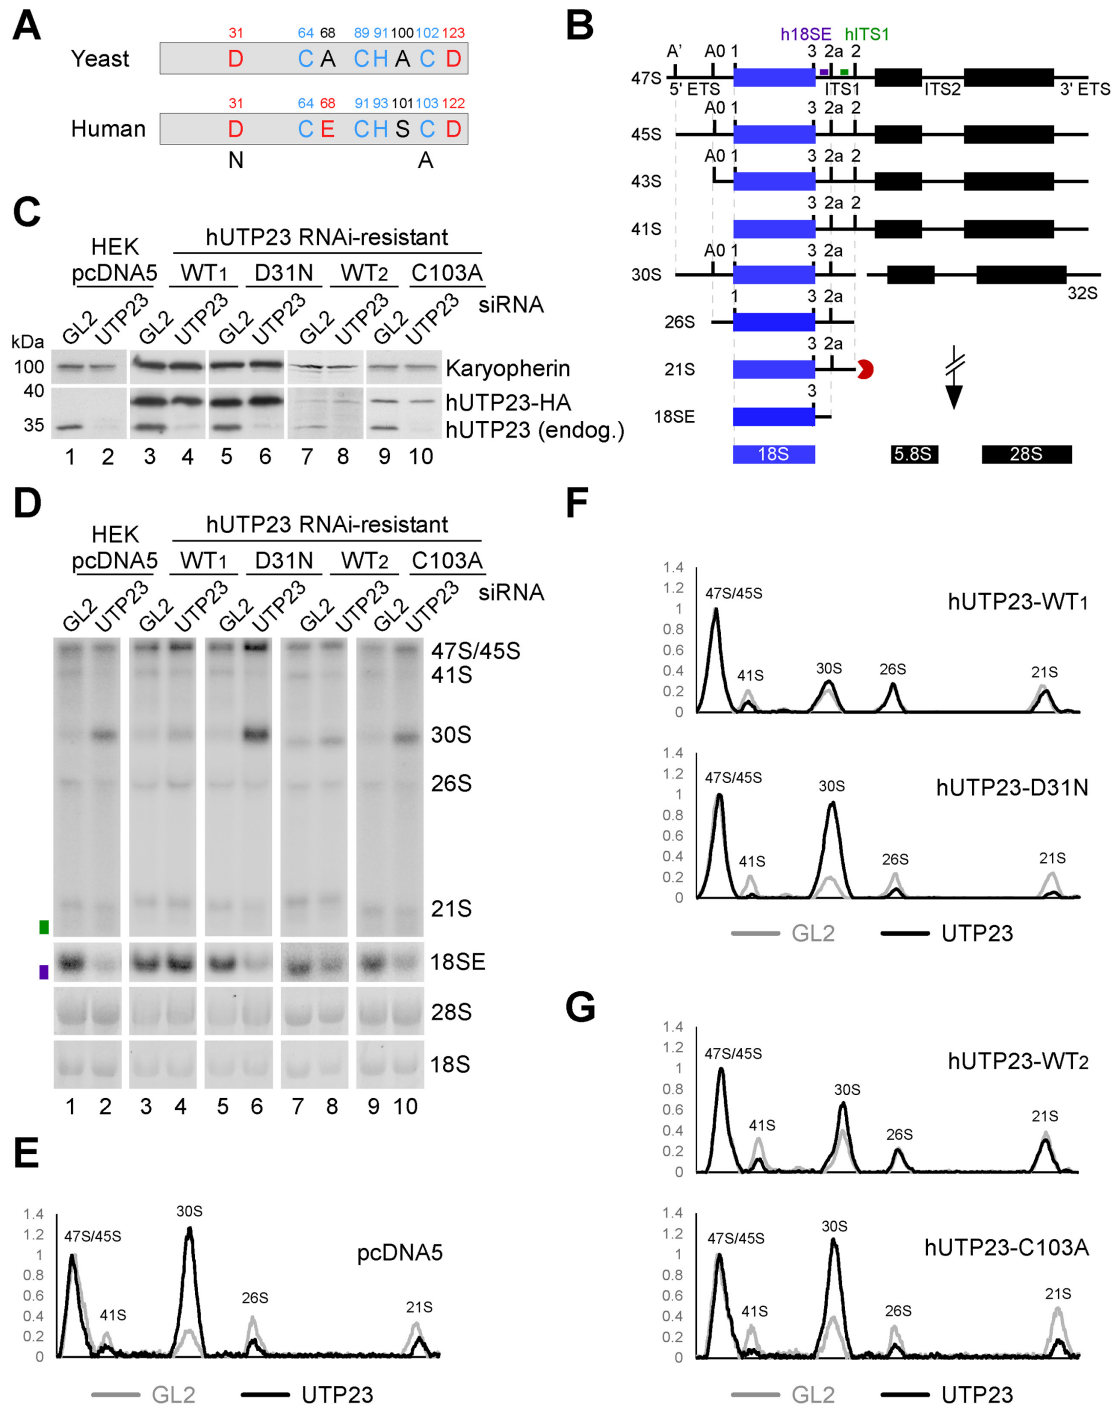 A
31 64 68 89 91 100 102 123
Yeast D C A C H A C D
31 64 68 91 93 101 103 122
Human D C E C H S C D
N A
B
h18SE hITS1
A' A0 1 3 2a 2
47S
5' ETS ITS1 ITS2 3' ETS
A0 1 3 2a 2
45S
A0 1 3 2a 2
43S
3 2a 2
41S
A0 1 3 2a
30S
32S
1 3 2a
26S
3 2a
21S
3
18SE
18S 5.8S 28S
C
HEK
pcDNA5
hUTP23 RNAi-resistant
WT1 D31N WT2 C103A
siRNA
GL2 UTP23 GL2 UTP23 GL2 UTP23 GL2 UTP23 GL2 UTP23
kDa
100 Karyopherin
40 hUTP23-HA
35 hUTP23 (endog.)
1 2 3 4 5 6 7 8 9 10
D
HEK
pcDNA5
hUTP23 RNAi-resistant
WT1 D31N WT2 C103A
siRNA
GL2 UTP23 GL2 UTP23 GL2 UTP23 GL2 UTP23 GL2 UTP23
47S/45S
41S
30S
26S
21S
18SE
28S
18S
1 2 3 4 5 6 7 8 9 10
E
1.4
1.2
1
0.8
0.6
0.4
0.2
0
47S/45S 41S 30S 26S 21S
pcDNA5
GL2 UTP23
F
1.4
1.2
1
0.8
0.6
0.4
0.2
0
47S/45S 41S 30S 26S 21S
hUTP23-WT1
1.4
1.2
1
0.8
0.6
0.4
0.2
0
47S/45S 41S 30S 26S 21S
hUTP23-D31N
GL2 UTP23
G
1.4
1.2
1
0.8
0.6
0.4
0.2
0
47S/45S 41S 30S 26S 21S
hUTP23-WT2
1.4
1.2
1
0.8
0.6
0.4
0.2
0
47S/45S 41S 30S 26S 21S
hUTP23-C103A
GL2 UTP23